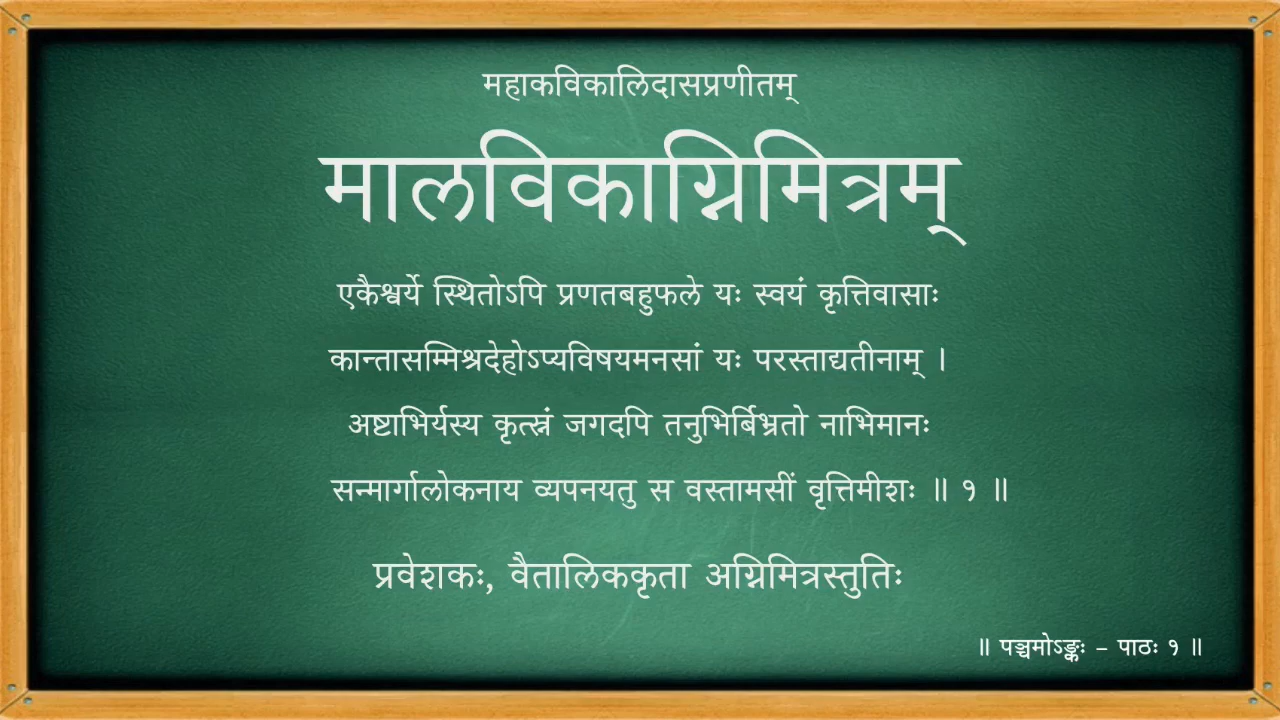 महाकविकालिदासप्रणीतम्
मालविकाग्निमित्रम्
एकैश्वर्ये स्थितोऽपि प्रणतबहुफले यः स्वयं कृत्तिवासाः
कान्तासम्मिश्रदेहोऽप्यविषयमनसां यः परस्ताद्यतीनाम् ।
अष्टाभिर्यस्य कृत्स्नं जगदपि तनुभिर्बिभ्रतो नाभिमानः
सन्मार्गालोकनाय व्यपनयतु स वस्तामसीं वृत्तिमीशः ॥ १ ॥
प्रवेशकः, वैतालिककृता अग्निमित्रस्तुतिः
॥ पञ्चमोऽङ्कः – पाठः १ ॥